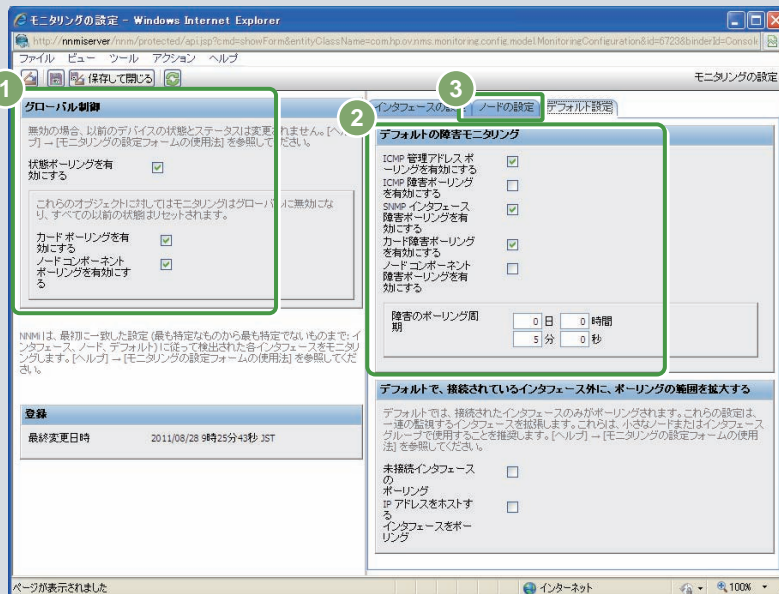 モニタリングの設定 - Windows Internet Explorer
http://nnmiserver/nnm/protected/api.jsp?cmd=showForm&entityClassName=com.hp.ov.nms.monitoring.config.model.MonitoringConfiguration&id=6723&binderId=Consol
ファイル ビュー ツール アクション ヘルプ
保存して閉じる
モニタリングの設定
1
グローバル制御
無効の場合、以前のデバイスの状態とステータスは変更されません。[ヘル
プ] → [モニタリングの設定フォームの使用法] を参照してください。
状態ポーリングを有
効にする
これらのオブジェクトに対してはモニタリングはグローバルに無効にな
り、すべての以前の状態はリセットされます。
カード ポーリングを有
効にする
ノード コンポーネント
ポーリングを有効にす
る
NNMi は、最初に一致した設定 (最も特定なものから最も特定でないものまで: イ
ンタフェース、ノード、デフォルト) に従って検出された各インタフェースをモニタリ
ングします。[ヘルプ] → [モニタリングの設定フォームの使用法] を参照してくだ
さい。
登録
最終変更日時 2011/08/28 9時25分43秒 JST
2
3
インタフェースの設定 ノードの設定 デフォルト設定
デフォルトの障害モニタリング
ICMP 管理アドレス ポ
ーリングを有効にする
ICMP 障害ポーリング
を有効にする
SNMP インタフェース
障害ポーリングを有
効にする
カード障害ポーリング
を有効にする
ノード コンポーネント
障害ポーリングを有
効にする
障害のポーリング周
期
0 日 0 時間
5 分 0 秒
デフォルトで、接続されているインタフェース外に、ポーリングの範囲を拡大する
デフォルトでは、接続されたインタフェースのみがポーリングされます。これらの設定は、
一連の監視するインタフェースを拡張します。これらは、小さなノードまたはインタフェース
グループで使用することを推奨します。[ヘルプ] → [モニタリングの設定フォームの使用
法] を参照してください。
未接続インタフェース
の
ポーリング
IP アドレスをホストす
る
インタフェースをポー
リング
ページが表示されました
インターネット
100%